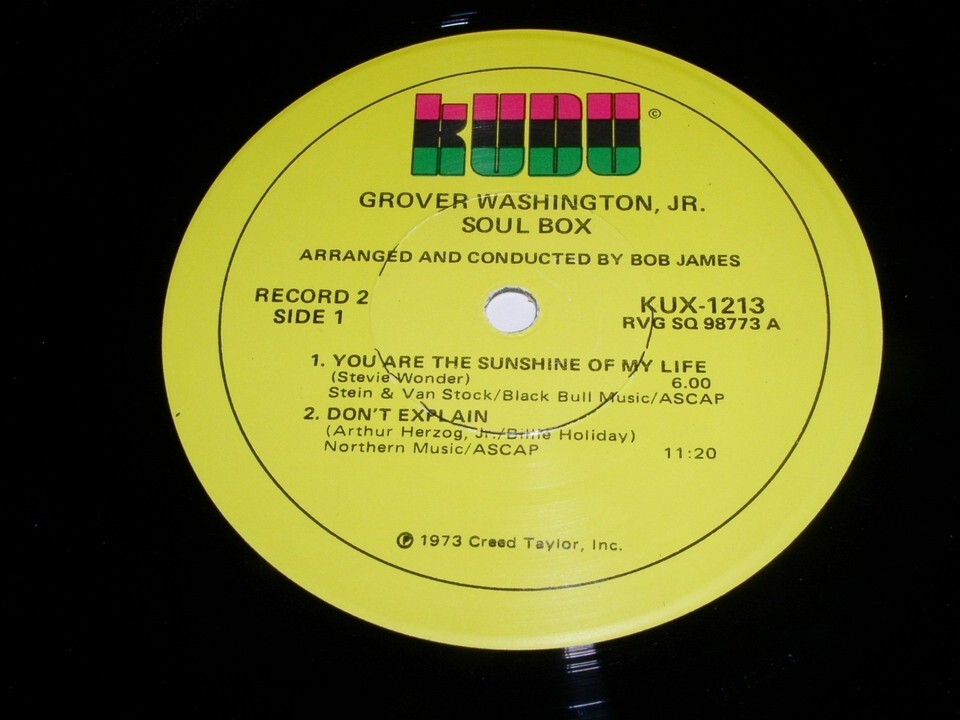 KUDU ©
GROVER WASHINGTON, JR.
SOUL BOX
ARRANGED AND CONDUCTED BY BOB JAMES
RECORD 2
SIDE 1
KUX-1213
RVG SQ 98773 A
1. YOU ARE THE SUNSHINE OF MY LIFE
(Stevie Wonder) 6.00
Stein & Van Stock/Black Bull Music/ASCAP
2. DON'T EXPLAIN
(Arthur Herzog, Jr./Billie Holiday)
Northern Music/ASCAP 11:20
℗ 1973 Creed Taylor, Inc.